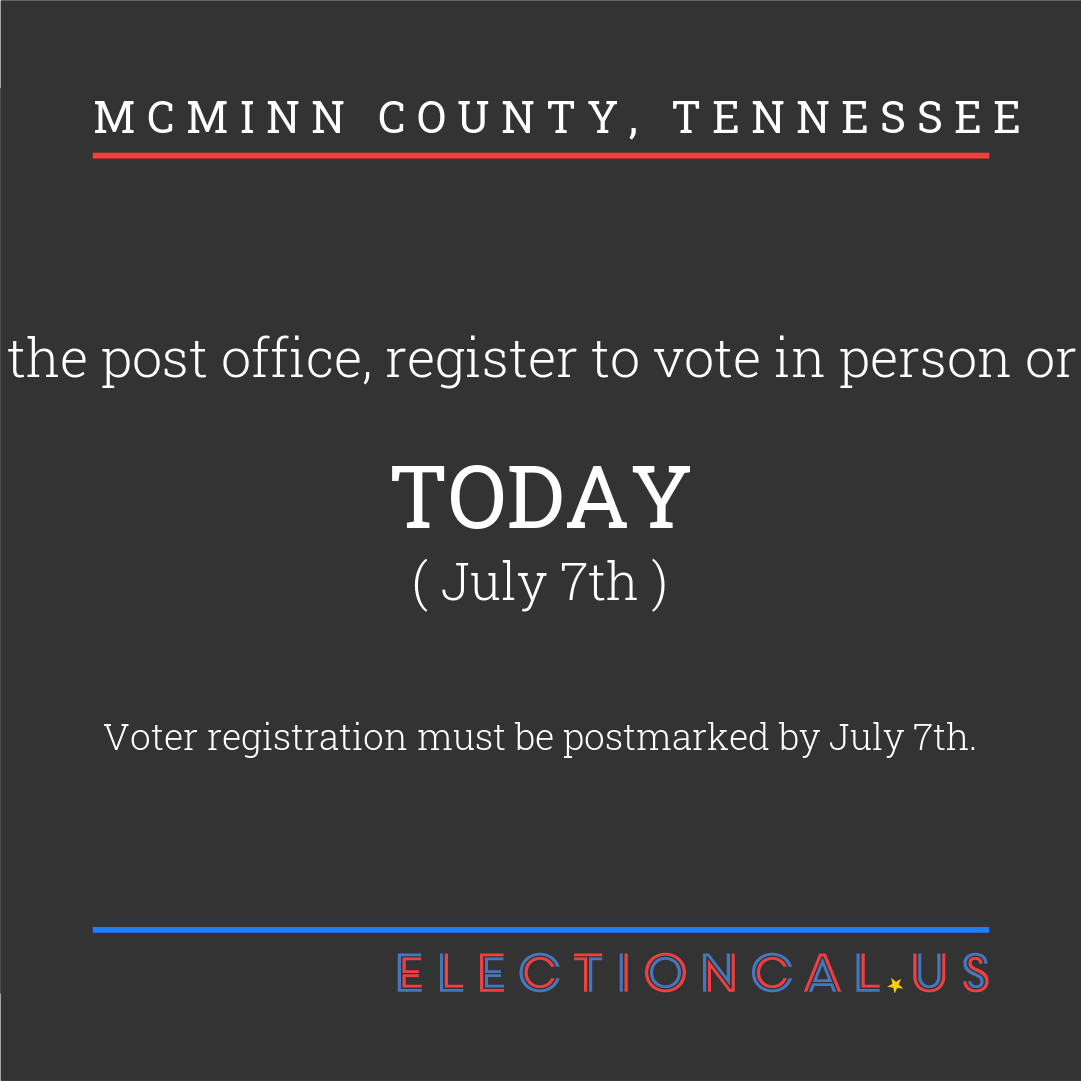 MCMINN COUNTY, TENNESSEE
the post office, register to vote in person or
TODAY
( July 7th )
Voter registration must be postmarked by July 7th.
ELECTIONCAL.US